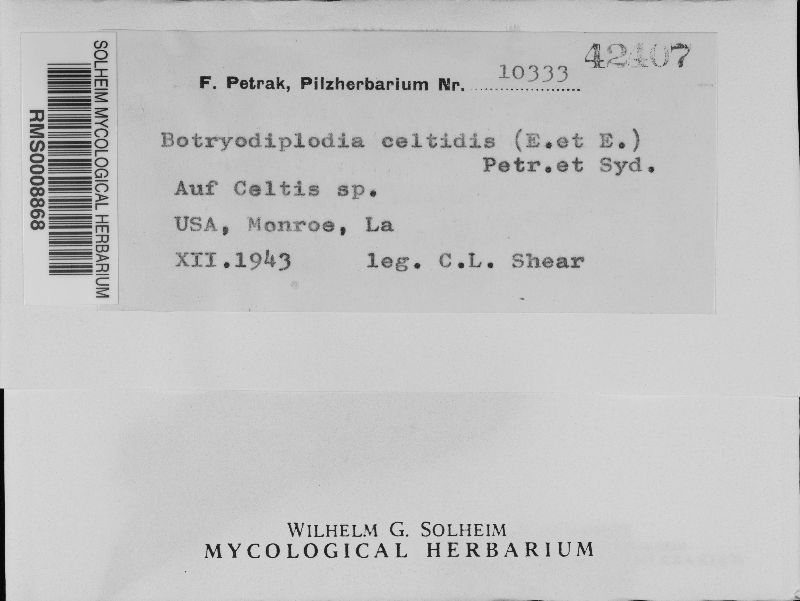 42407
F. Petrak, Pilzherbarium Nr. 10333
Botryodiplodia celtidis (E.et E.)
Petr.et Syd.
Auf Celtis sp.
USA, Monroe, La
XII.1943 leg. C.L. Shear
SOLHEIM MYCOLOGICAL HERBARIUM
RMS0008868
WILHELM G. SOLHEIM
MYCOLOGICAL HERBARIUM